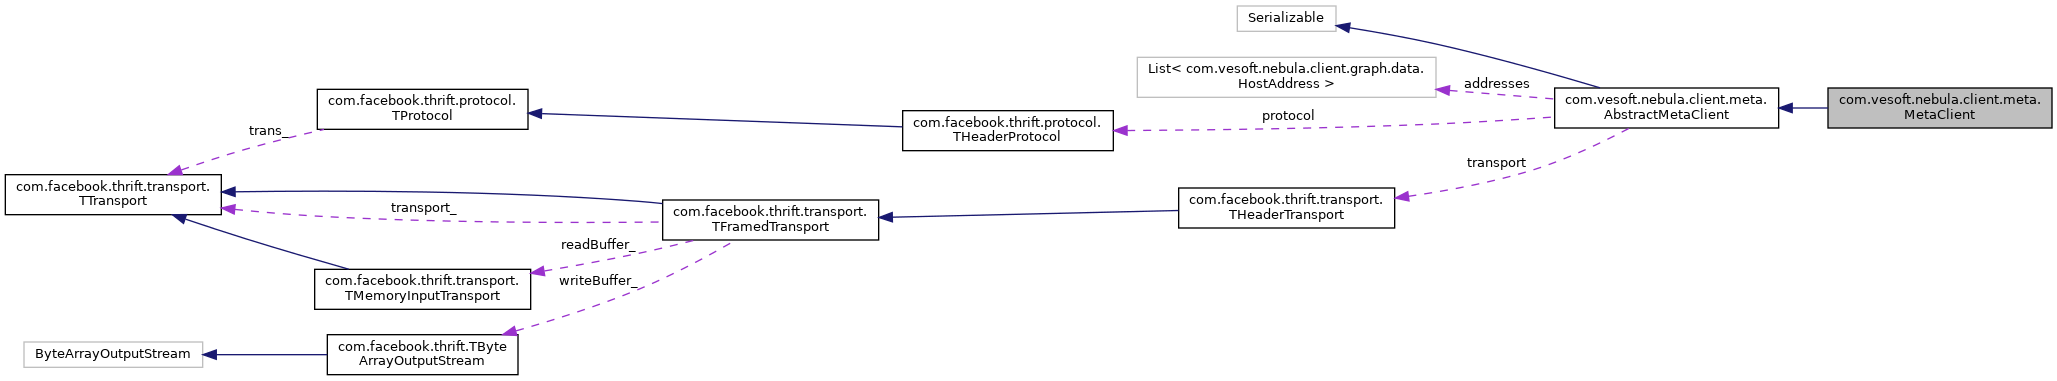 Serializable
List< com.vesoft.nebula.client.graph.data.
HostAddress >
addresses
com.vesoft.nebula.client.meta.
AbstractMetaClient
com.vesoft.nebula.client.meta.
MetaClient
com.facebook.thrift.protocol.
TProtocol
trans_
com.facebook.thrift.protocol.
THeaderProtocol
protocol
transport
com.facebook.thrift.transport.
TTransport
transport_
com.facebook.thrift.transport.
TFramedTransport
com.facebook.thrift.transport.
THeaderTransport
readBuffer_
writeBuffer_
com.facebook.thrift.transport.
TMemoryInputTransport
ByteArrayOutputStream
com.facebook.thrift.TByte
ArrayOutputStream